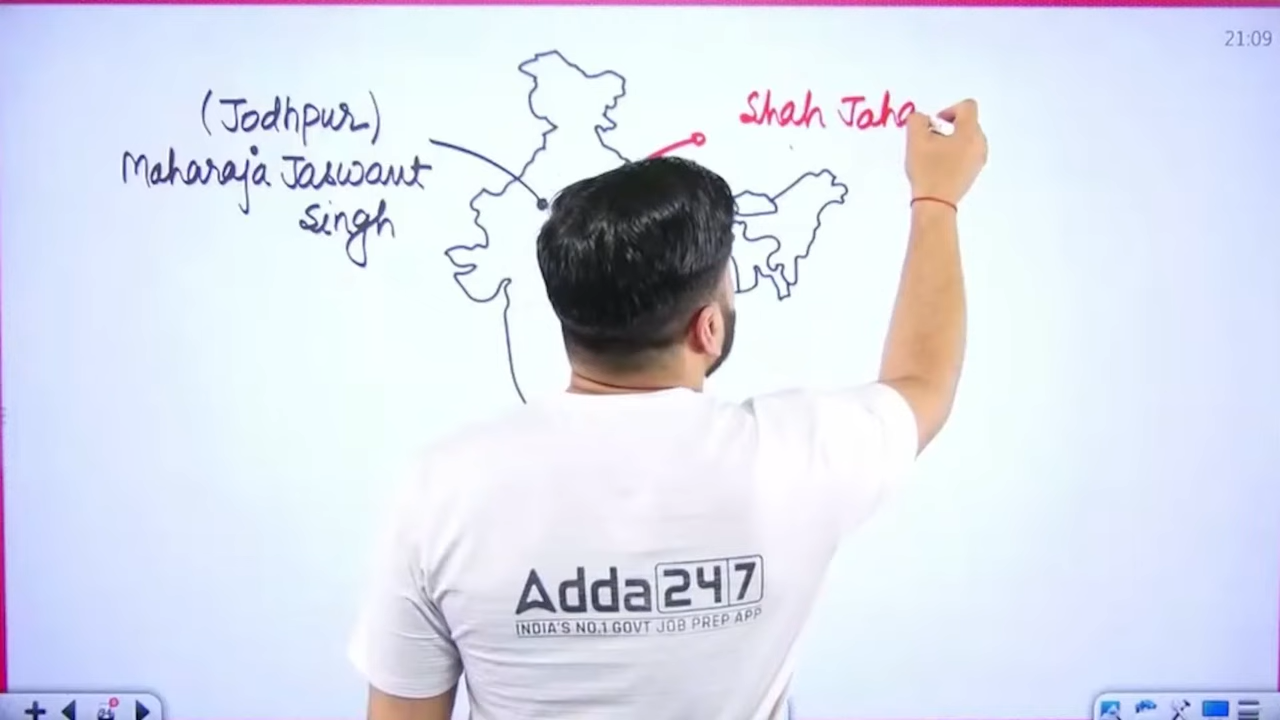 21:09
(Jodhpur)
Maharaja Jaswant
Singh
Shah Jaha
Adda247
INDIA'S NO.1 GOVT JOB PREP APP